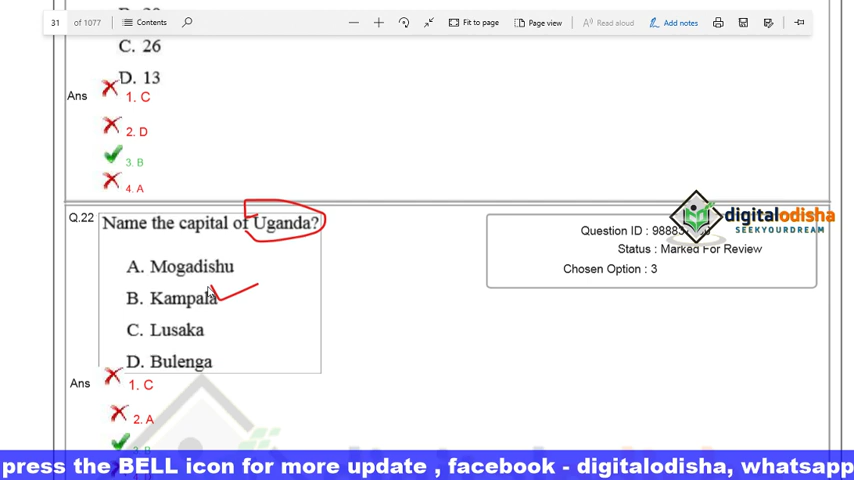 31 of 1077 Contents Fit to page Page view Read aloud Add notes
C. 26
D. 13
Ans
1. C
2. D
3. B
4. A
Q.22 Name the capital of Uganda?
A. Mogadishu
B. Kampala
C. Lusaka
D. Bulenga
Question ID : 98883
Status : Marked For Review
Chosen Option : 3
digitalodisha
SEEKYOURDREAM
Ans
1. C
2. A
3. B
press the BELL icon for more update , facebook - digitalodisha, whatsapp